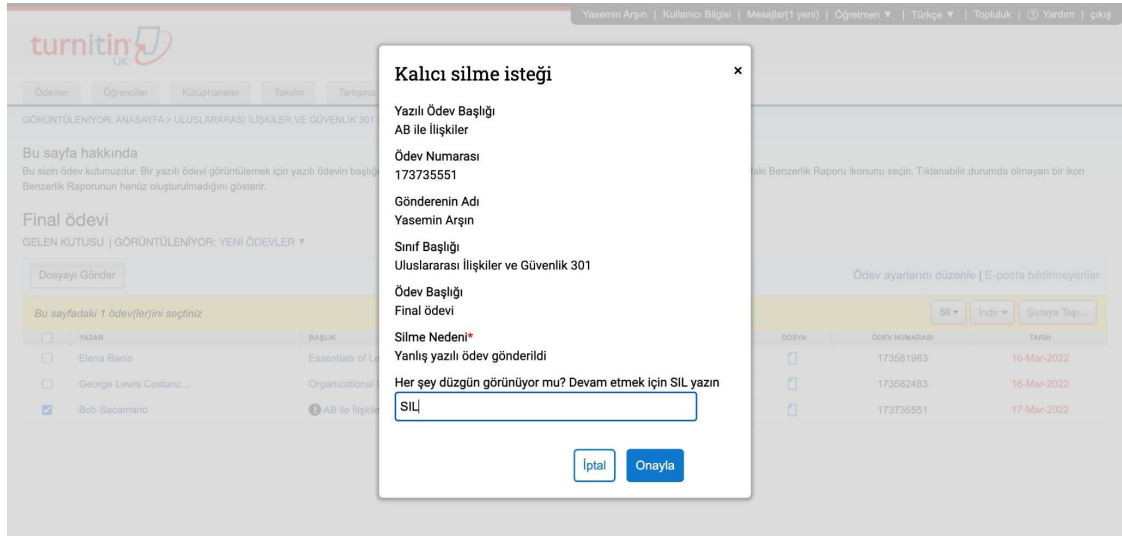 Yasemin Arşın | Kullanıcı Bilgisi | Mesajlar(1 yeni) | Öğretmen ▼ | Türkçe ▼ | Topluluk | ? Yardım | çıkış
turnitin
UK
Ödevler Öğrenciler Kütüphaneler Takvim Tartışma
GÖRÜNTÜLENİYOR: ANASAYFA > ULUSLARARASI İLİŞKİLER VE GÜVENLİK 301
Bu sayfa hakkında
Bu sizin ödev kutunuzdur. Bir yazılı ödevi görüntülemek için yazılı ödevin başlığı
Benzerlik Raporu ikonunu seçin. Tıklanabilir durumda olmayan bir ikon
Benzerlik Raporunun henüz oluşturulmadığını gösterir.
Final ödevi
GELEN KUTUSU | GÖRÜNTÜLENİYOR: YENİ ÖDEVLER ▼
Dosyayı Gönder
Ödev ayarlarını düzenle | E-posta bildirmeyenler
Bu sayfadaki 1 ödev(ler)ini seçtiniz
Sil ▼ İndir ▼ Şuraya Taşı...
YAZAR BAŞLIK DOSYA ÖDEV NUMARASI TARİH
Elena Banis Essentials of 173581963 16-Mar-2022
George Lewis Costanz... Organizational 173582483 16-Mar-2022
Bob Sacamano AB ile İlişkile 173735551 17-Mar-2022
Kalıcı silme isteği
×
Yazılı Ödev Başlığı
AB ile İlişkiler
Ödev Numarası
173735551
Gönderenin Adı
Yasemin Arşın
Sınıf Başlığı
Uluslararası İlişkiler ve Güvenlik 301
Ödev Başlığı
Final ödevi
Silme Nedeni*
Yanlış yazılı ödev gönderildi
Her şey düzgün görünüyor mu? Devam etmek için SIL yazın
SIL
İptal Onayla